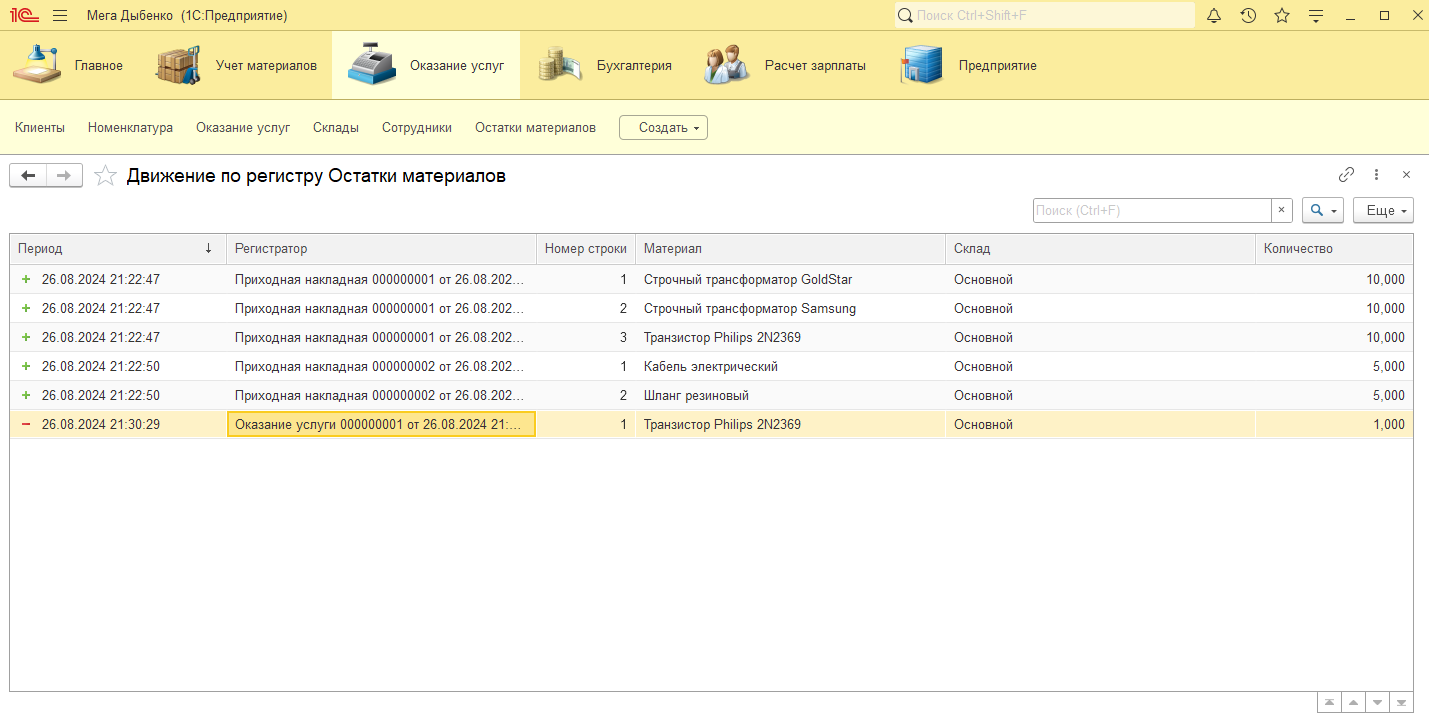 1С Мега Дыбенко (1С:Предприятие) Поиск Ctrl+Shift+F
Главное Учет материалов Оказание услуг Бухгалтерия Расчет зарплаты Предприятие
Клиенты Номенклатура Оказание услуг Склады Сотрудники Остатки материалов Создать
Движение по регистру Остатки материалов
Поиск (Ctrl+F) × Еще
Период ↓ Регистратор Номер строки Материал Склад Количество
+ 26.08.2024 21:22:47 Приходная накладная 000000001 от 26.08.202... 1 Строчный трансформатор GoldStar Основной 10,000
+ 26.08.2024 21:22:47 Приходная накладная 000000001 от 26.08.202... 2 Строчный трансформатор Samsung Основной 10,000
+ 26.08.2024 21:22:47 Приходная накладная 000000001 от 26.08.202... 3 Транзистор Philips 2N2369 Основной 10,000
+ 26.08.2024 21:22:50 Приходная накладная 000000002 от 26.08.202... 1 Кабель электрический Основной 5,000
+ 26.08.2024 21:22:50 Приходная накладная 000000002 от 26.08.202... 2 Шланг резиновый Основной 5,000
− 26.08.2024 21:30:29 Оказание услуги 000000001 от 26.08.2024 21:... 1 Транзистор Philips 2N2369 Основной 1,000